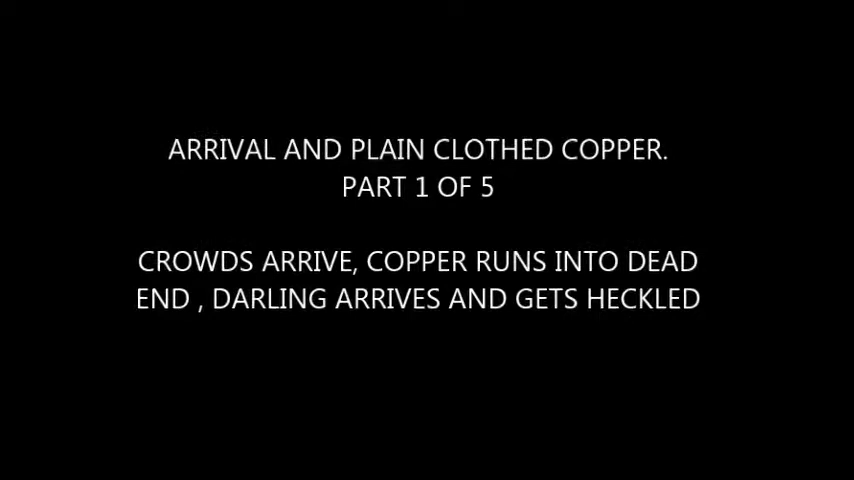 ARRIVAL AND PLAIN CLOTHED COPPER.
PART 1 OF 5
CROWDS ARRIVE, COPPER RUNS INTO DEAD
END , DARLING ARRIVES AND GETS HECKLED